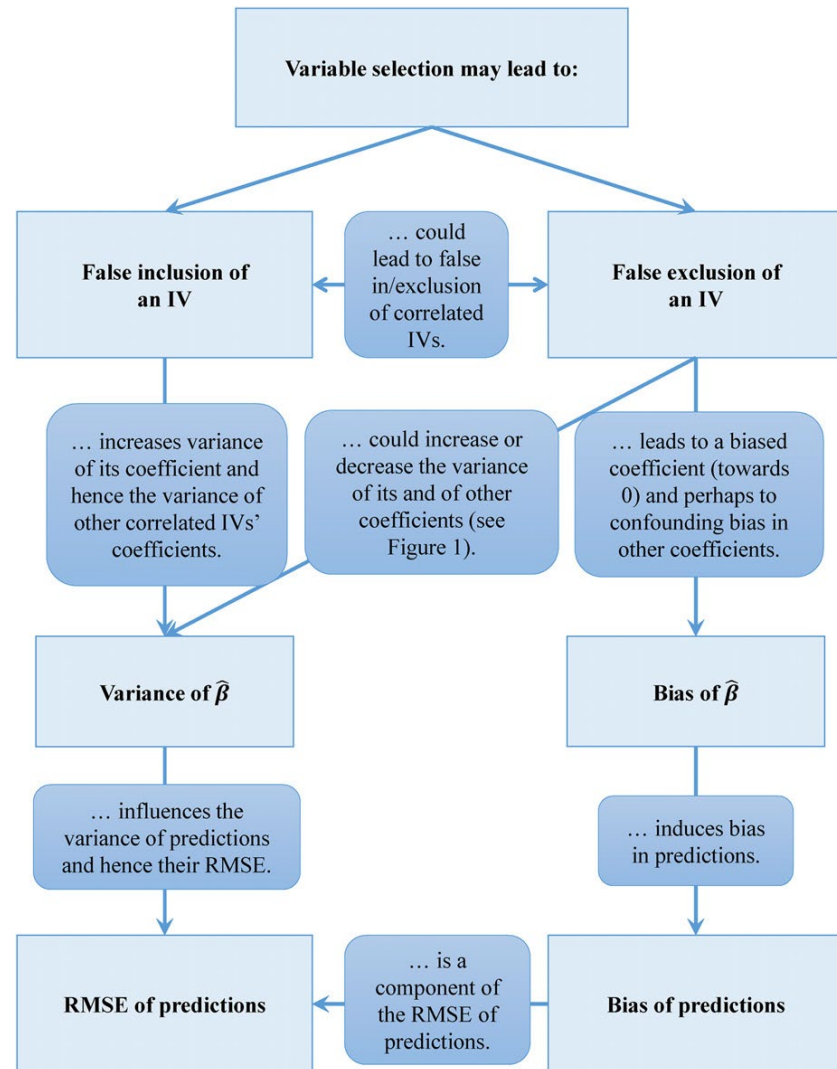 Variable selection may lead to:
False inclusion of
an IV
… could
lead to false
in/exclusion
of correlated
IVs.
False exclusion of
an IV
… increases variance
of its coefficient and
hence the variance of
other correlated IVs’
coefficients.
… could increase or
decrease the variance
of its and of other
coefficients (see
Figure 1).
… leads to a biased
coefficient (towards
0) and perhaps to
confounding bias in
other coefficients.
Variance of β̂
Bias of β̂
… influences the
variance of predictions
and hence their RMSE.
… induces bias
in predictions.
RMSE of predictions
… is a
component of
the RMSE of
predictions.
Bias of predictions